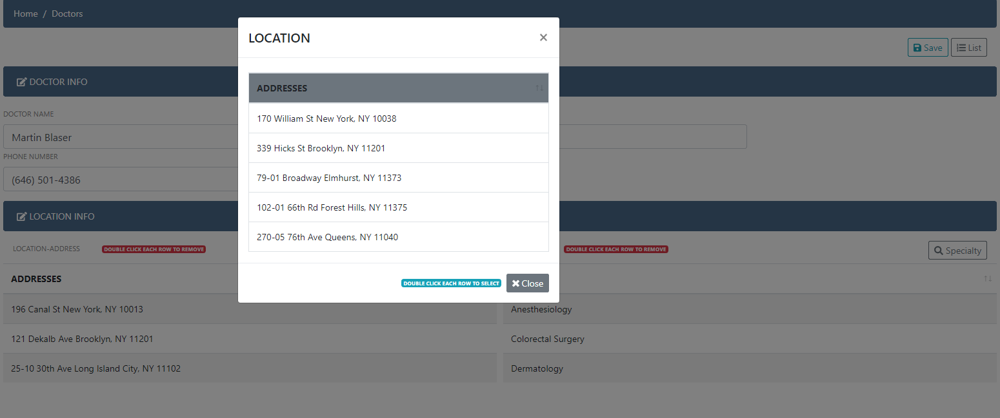 Home / Doctors
Save
List
DOCTOR INFO
DOCTOR NAME
Martin Blaser
PHONE NUMBER
(646) 501-4386
LOCATION INFO
LOCATION-ADDRESS
DOUBLE CLICK EACH ROW TO REMOVE
DOUBLE CLICK EACH ROW TO REMOVE
Specialty
ADDRESSES
196 Canal St New York, NY 10013
Anesthesiology
121 Dekalb Ave Brooklyn, NY 11201
Colorectal Surgery
25-10 30th Ave Long Island City, NY 11102
Dermatology
LOCATION
×
ADDRESSES
170 William St New York, NY 10038
339 Hicks St Brooklyn, NY 11201
79-01 Broadway Elmhurst, NY 11373
102-01 66th Rd Forest Hills, NY 11375
270-05 76th Ave Queens, NY 11040
DOUBLE CLICK EACH ROW TO SELECT
Close